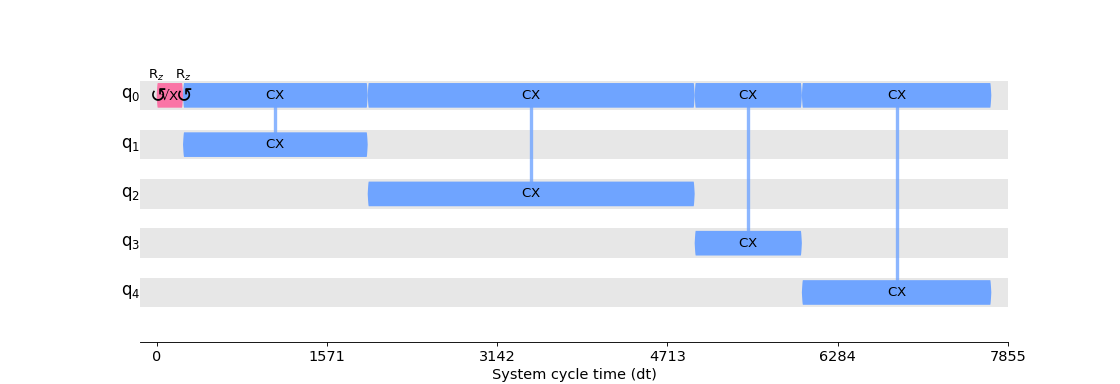 R_z R_z
q_0 √X CX CX CX CX
q_1 CX
q_2 CX
q_3 CX
q_4 CX
0 1571 3142 4713 6284 7855
System cycle time (dt)